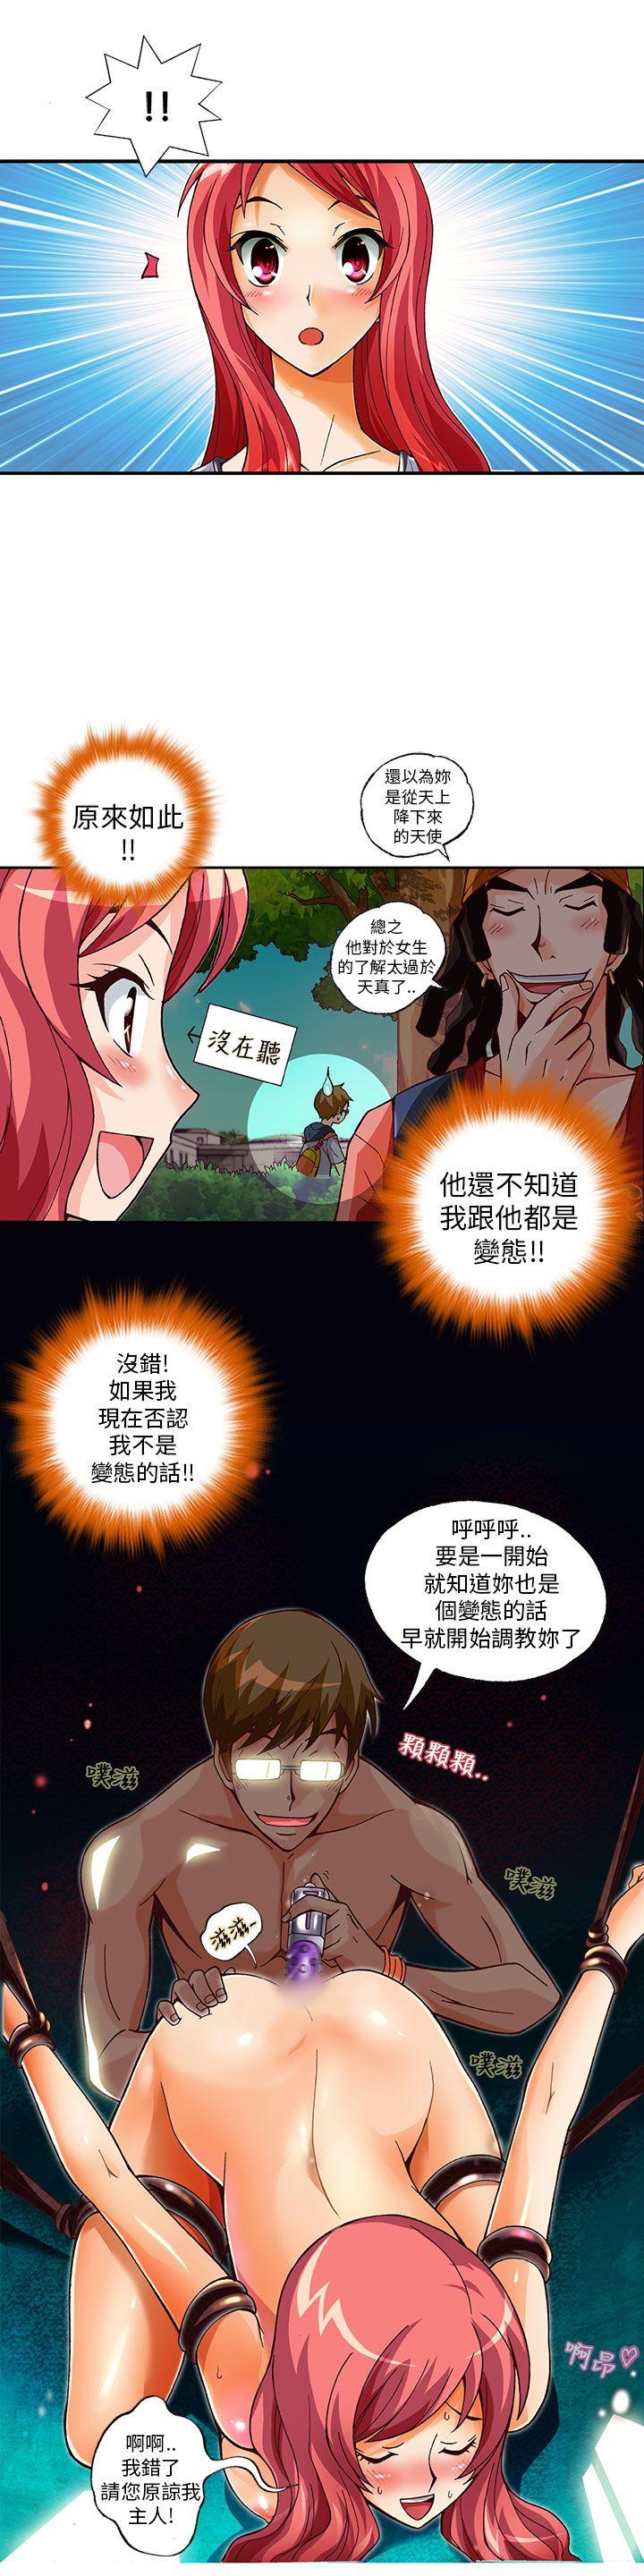 !!
原來如此
!!
還以為妳
是從天上
降下來
的天使
總之
他對於女生
的了解太過於
天真了..
←沒在聽
他還不知道
我跟他都是
變態!!
沒錯!
如果我
現在否認
我不是
變態的話!!
呼呼呼..
要是一開始
就知道妳也是
個變態的話
早就開始調教妳了
顆顆顆..
噗滋
噗滋
滋滋~
噗滋
啊昂♡
啊啊..
我錯了
請您原諒我
主人!